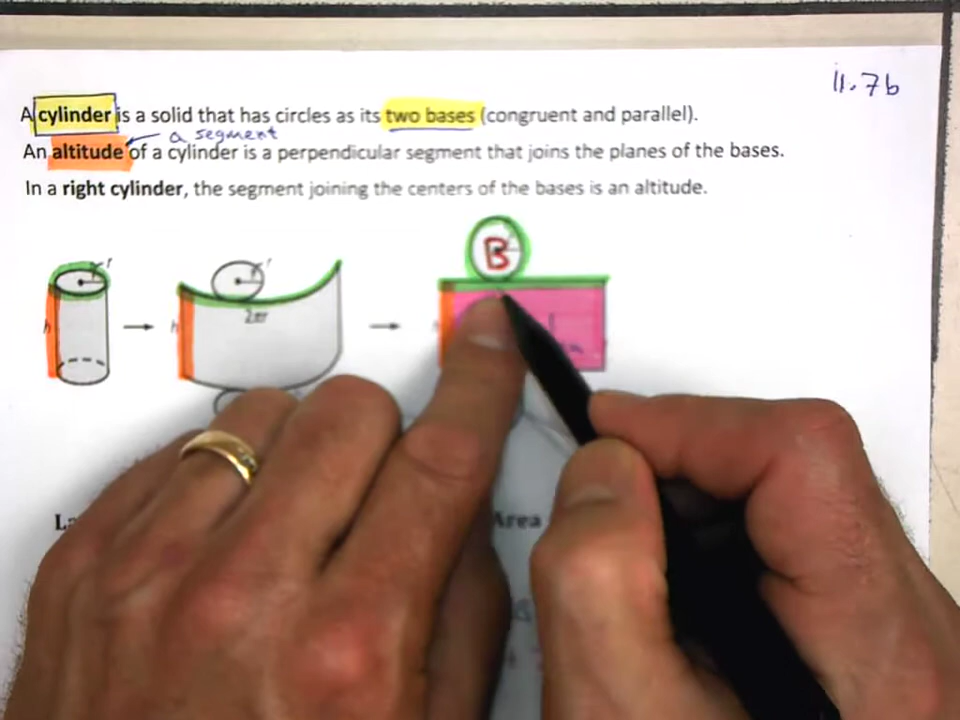 11.7b
A cylinder is a solid that has circles as its two bases (congruent and parallel).
a segment
An altitude of a cylinder is a perpendicular segment that joins the planes of the bases.
In a right cylinder, the segment joining the centers of the bases is an altitude.
r
r
B
h
h
2πr
Area